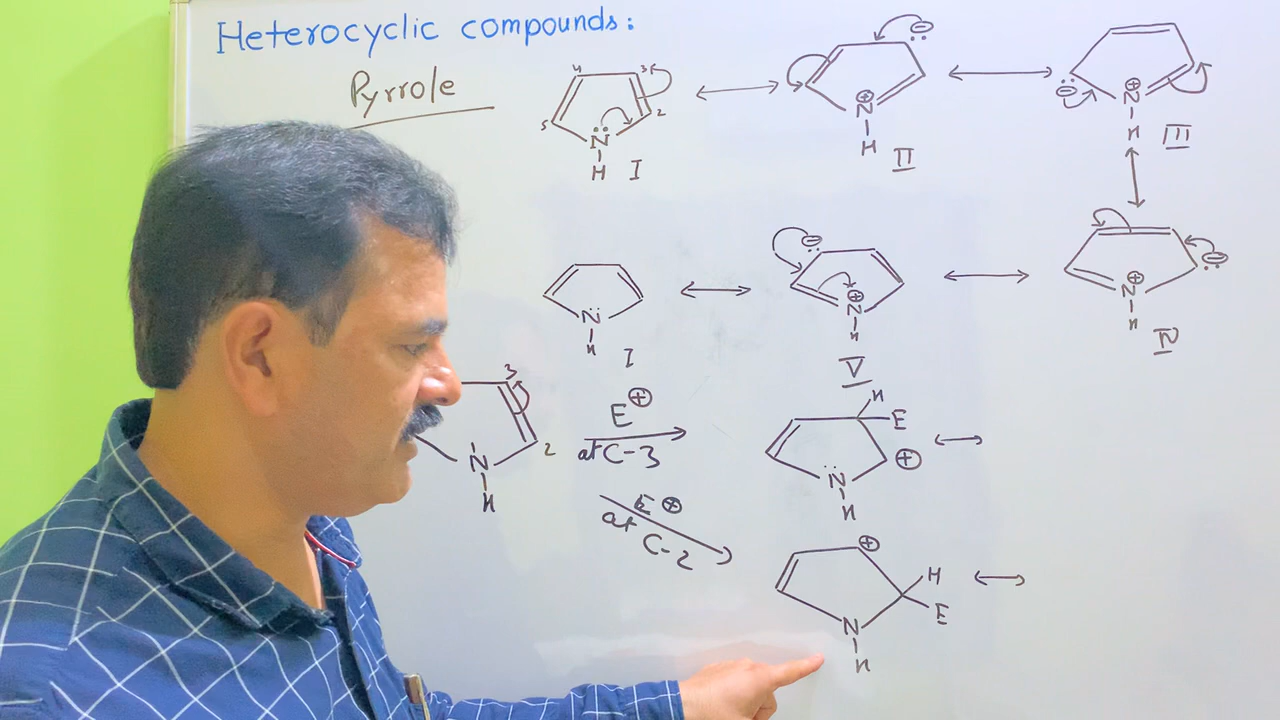 Heterocyclic compounds:
Pyrrole
4 3
5 2
N
H I
⊖
⊕
N
H II
⊖
⊕
N
H III
N
H I
⊖
⊕
N
H V
⊖
⊕
N
H IV
3
2
N
H
E⊕
at C-3
H
E
⊕
N
H
E⊕
at C-2
⊕
H
E
N
H